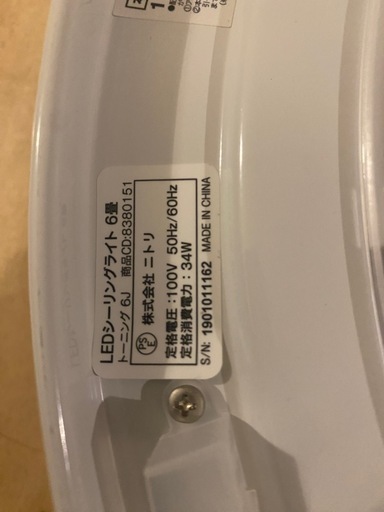 LEDシーリングライト 6畳
トーニング 6J 商品CD:8380151
PS
E
株式会社 ニトリ
定格電圧:100V 50Hz/60Hz
定格消費電力:34W
S/N: 1901011162 MADE IN CHINA